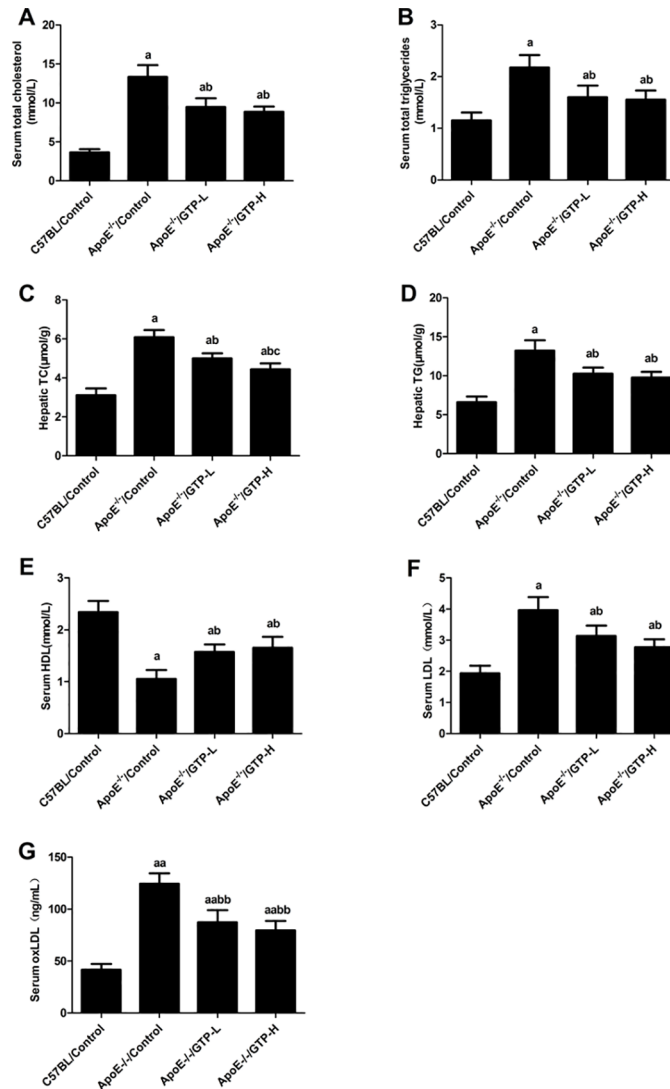 A
Serum total cholesterol
(mmol/L)
20
15
10
5
0
a
ab
ab
C57BL/Control
ApoE⁻/⁻/Control
ApoE⁻/⁻/GTP-L
ApoE⁻/⁻/GTP-H
B
Serum total triglycerides
(mmol/L)
3
2
1
0
a
ab
ab
C57BL/Control
ApoE⁻/⁻/Control
ApoE⁻/⁻/GTP-L
ApoE⁻/⁻/GTP-H
C
Hepatic TC(μmol/g)
8
6
4
2
0
a
ab
abc
C57BL/Control
ApoE⁻/⁻/Control
ApoE⁻/⁻/GTP-L
ApoE⁻/⁻/GTP-H
D
Hepatic TG(μmol/g)
20
15
10
5
0
a
ab
ab
C57BL/Control
ApoE⁻/⁻/Control
ApoE⁻/⁻/GTP-L
ApoE⁻/⁻/GTP-H
E
Serum HDL(mmol/L)
3
2
1
0
a
ab
ab
C57BL/Control
ApoE⁻/⁻/Control
ApoE⁻/⁻/GTP-L
ApoE⁻/⁻/GTP-H
F
Serum LDL（mmol/L）
5
4
3
2
1
0
a
ab
ab
C57BL/Control
ApoE⁻/⁻/Control
ApoE⁻/⁻/GTP-L
ApoE⁻/⁻/GTP-H
G
Serum oxLDL（ng/mL）
150
100
50
0
aa
aabb
aabb
C57BL/Control
ApoE-/-/Control
ApoE-/-/GTP-L
ApoE-/-/GTP-H